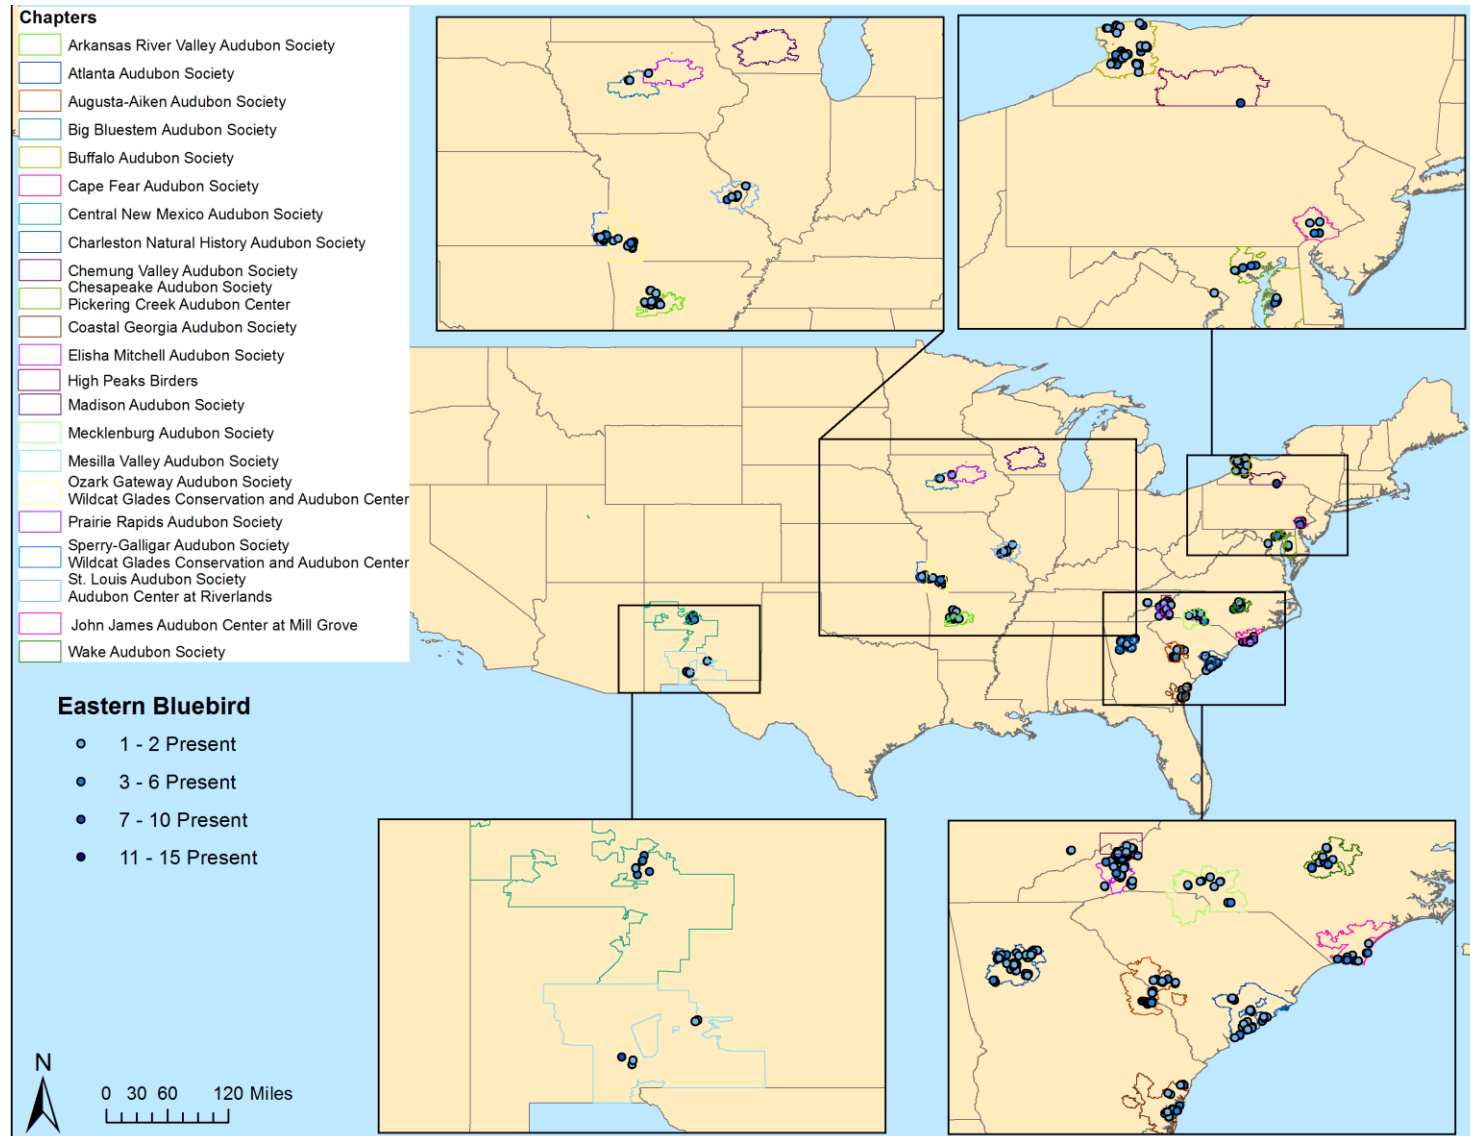 Chapters
Arkansas River Valley Audubon Society
Atlanta Audubon Society
Augusta-Aiken Audubon Society
Big Bluestem Audubon Society
Buffalo Audubon Society
Cape Fear Audubon Society
Central New Mexico Audubon Society
Charleston Natural History Audubon Society
Chemung Valley Audubon Society
Chesapeake Audubon Society
Pickering Creek Audubon Center
Coastal Georgia Audubon Society
Elisha Mitchell Audubon Society
High Peaks Birders
Madison Audubon Society
Mecklenburg Audubon Society
Mesilla Valley Audubon Society
Ozark Gateway Audubon Society
Wildcat Glades Conservation and Audubon Center
Prairie Rapids Audubon Society
Sperry-Galligar Audubon Society
Wildcat Glades Conservation and Audubon Center
St. Louis Audubon Society
Audubon Center at Riverlands
John James Audubon Center at Mill Grove
Wake Audubon Society
Eastern Bluebird
1 - 2 Present
3 - 6 Present
7 - 10 Present
11 - 15 Present
N
0 30 60 120 Miles